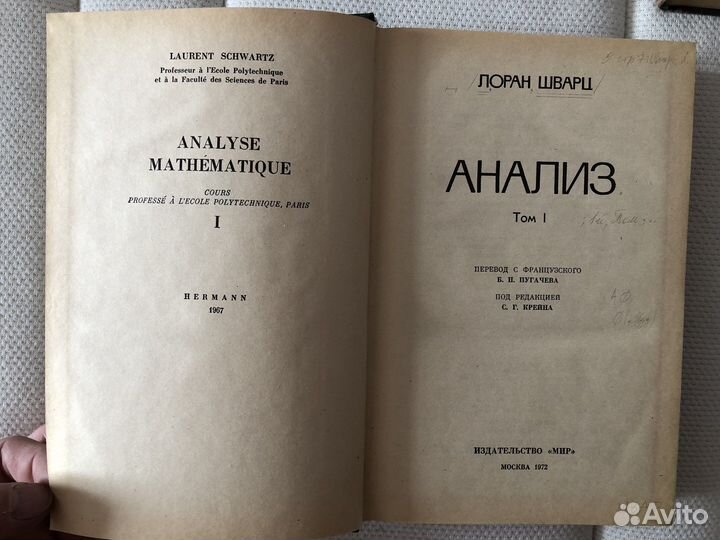 LAURENT SCHWARTZ
Professeur à l'Ecole Polytechnique
et à la Faculté des Sciences de Paris
ANALYSE
MATHÉMATIQUE
COURS
PROFESSÉ À L'ECOLE POLYTECHNIQUE, PARIS
I
HERMANN
1967
ЛОРАН ШВАРЦ
АНАЛИЗ
Том I
ПЕРЕВОД С ФРАНЦУЗСКОГО
Б. П. ПУГАЧЕВА
ПОД РЕДАКЦИЕЙ
С. Г. КРЕЙНА
ИЗДАТЕЛЬСТВО «МИР»
МОСКВА 1972
Avito